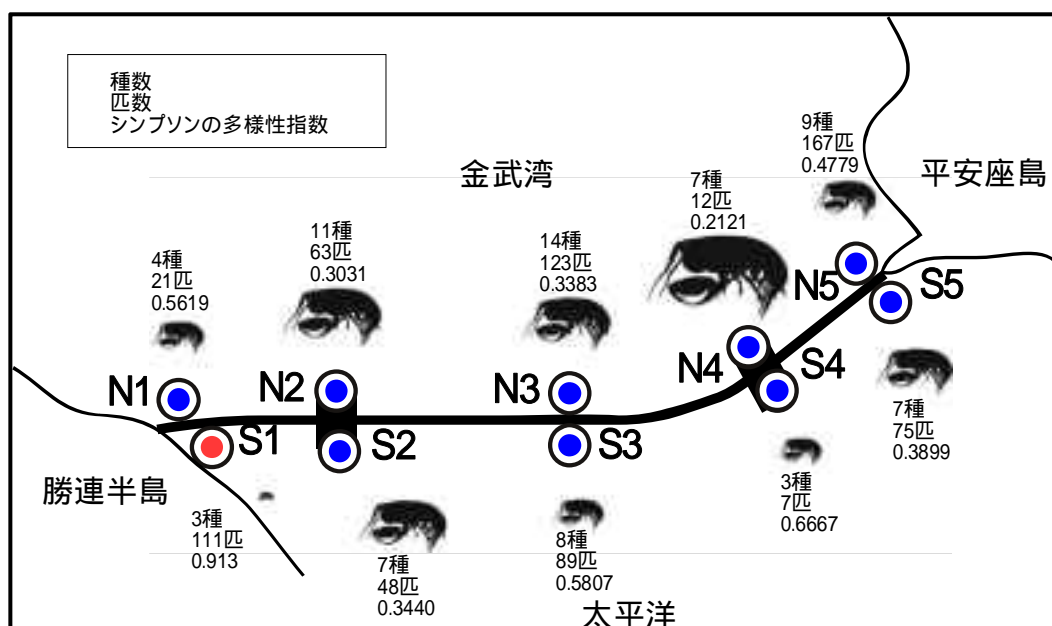 種数
匹数
シンプソンの多様性指数
金武湾
平安座島
9種
167匹
0.4779
7種
12匹
0.2121
11種
63匹
0.3031
14種
123匹
0.3383
4種
21匹
0.5619
N5
S5
N1
N2
N3
N4
S4
S1
S2
S3
7種
75匹
0.3899
勝連半島
3種
7匹
0.6667
3種
111匹
0.913
7種
48匹
0.3440
8種
89匹
0.5807
太平洋